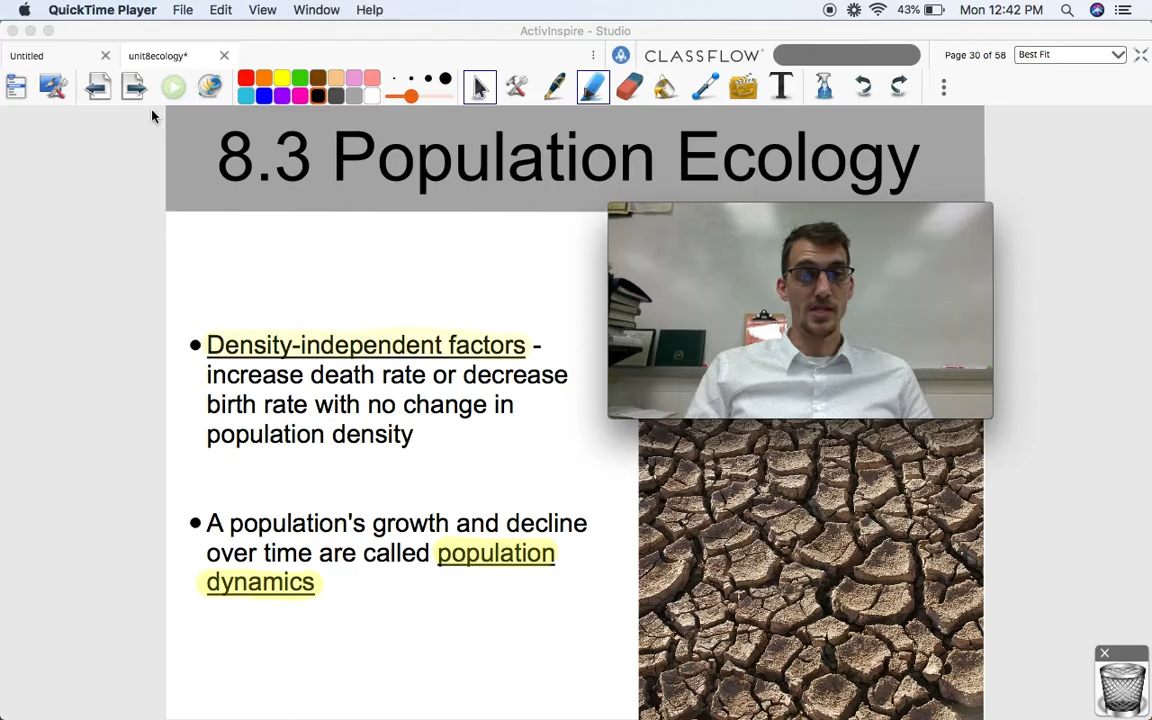 QuickTime Player File Edit View Window Help 43% Mon 12:42 PM
ActivInspire - Studio
Untitled unit8ecology* CLASSFLOW Page 30 of 58 Best Fit
T
8.3 Population Ecology
• Density-independent factors -
increase death rate or decrease
birth rate with no change in
population density
• A population's growth and decline
over time are called population
dynamics